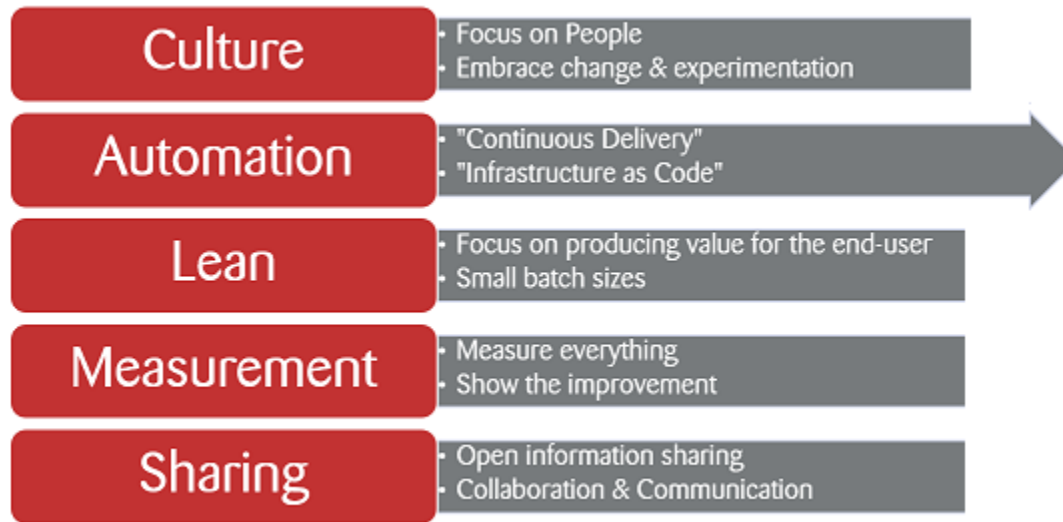 Culture
• Focus on People
• Embrace change & experimentation
Automation
• "Continuous Delivery"
• "Infrastructure as Code"
Lean
• Focus on producing value for the end-user
• Small batch sizes
Measurement
• Measure everything
• Show the improvement
Sharing
• Open information sharing
• Collaboration & Communication